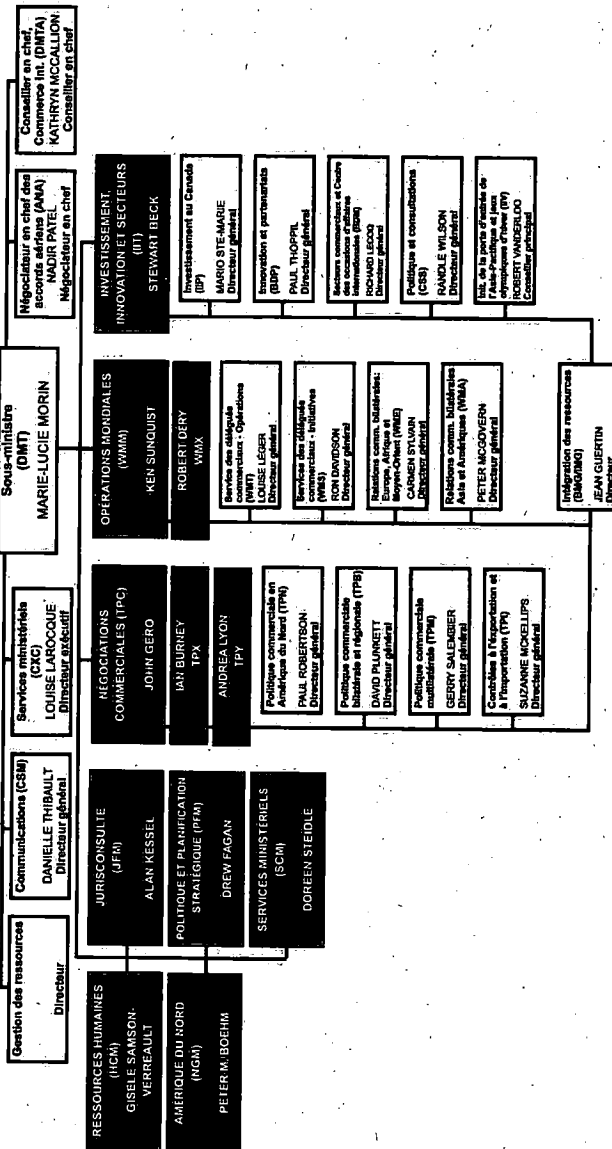 Sous-ministre
(DMT)
MARIE-LUCIE MORIN
Gestion des ressources
Directeur
Communications (CSM)
DANIELLE THIBAULT
Directeur général
Services ministériels
(CXC)
LOUISE LAROCQUE
Directeur exécutif
Négociateur en chef des
accords aériens (ANA)
NADIR PATEL
Négociateur en chef
Conseiller en chef,
Commerce int. (DMTA)
KATHRYN MCCALLION
Conseiller en chef
RESSOURCES HUMAINES
(HCM)
GISELE SAMSON-
VERREAULT
AMÉRIQUE DU NORD
(NGM)
PETER M. BOEHM
JURISCONSULTE
(JFM)
ALAN KESSEL
POLITIQUE ET PLANIFICATION
STRATÉGIQUE (PFM)
DREW FAGAN
SERVICES MINISTÉRIELS
(SCM)
DOREEN STEIDLE
NÉGOCIATIONS
COMMERCIALES (TPC)
JOHN GERO
IAN BURNEY
TPX
ANDREA LYON
TPY
Politique commerciale en
Amérique du Nord (TPN)
PAUL ROBERTSON
Directeur général
Politique commerciale
bilatérale et régionale (TPB)
DAVID PLUNKETT
Directeur général
Politique commerciale
multilatérale (TPM)
GERRY SALEMBIER
Directeur général
Contrôles à l'exportation et
à l'importation (TPI)
SUZANNE MCKELLIPS
Directeur général
OPÉRATIONS MONDIALES
(WMM)
KEN SUNQUIST
ROBERT DERY
WMX
Service des délégués
commerciaux - Opérations
(WMT)
LOUISE LÉGER
Directeur général
Services des délégués
commerciaux - Initiatives
(WMS)
RON DAVIDSON
Directeur général
Relations comm. bilatérales:
Europe, Afrique et
Moyen-Orient (WME)
CARMEN SYLVAIN
Directeur général
Relations comm. bilatérales
Asie et Amériques (WMA)
PETER MCGOVERN
Directeur général
INVESTISSEMENT,
INNOVATION ET SECTEURS
(IIT)
STEWART BECK
Investissement au Canada
(IIP)
MARIO STE-MARIE
Directeur général
Innovation et partenariats
(BDP)
PAUL THOPPIL
Directeur général
Secteurs commerciaux et Centre
des occasions d'affaires
internationales
RICHARD LECOQ
Directeur général
Politique et consultations
(CSS)
RANDLE WILSON
Directeur général
Init. de la porte d'entrée de
l'Asie-Pacifique et jeux
olympiques d'hiver
ROBERT VANDERLOO
Conseiller principal
Intégration des ressources
JEAN GUERTIN
Directeur